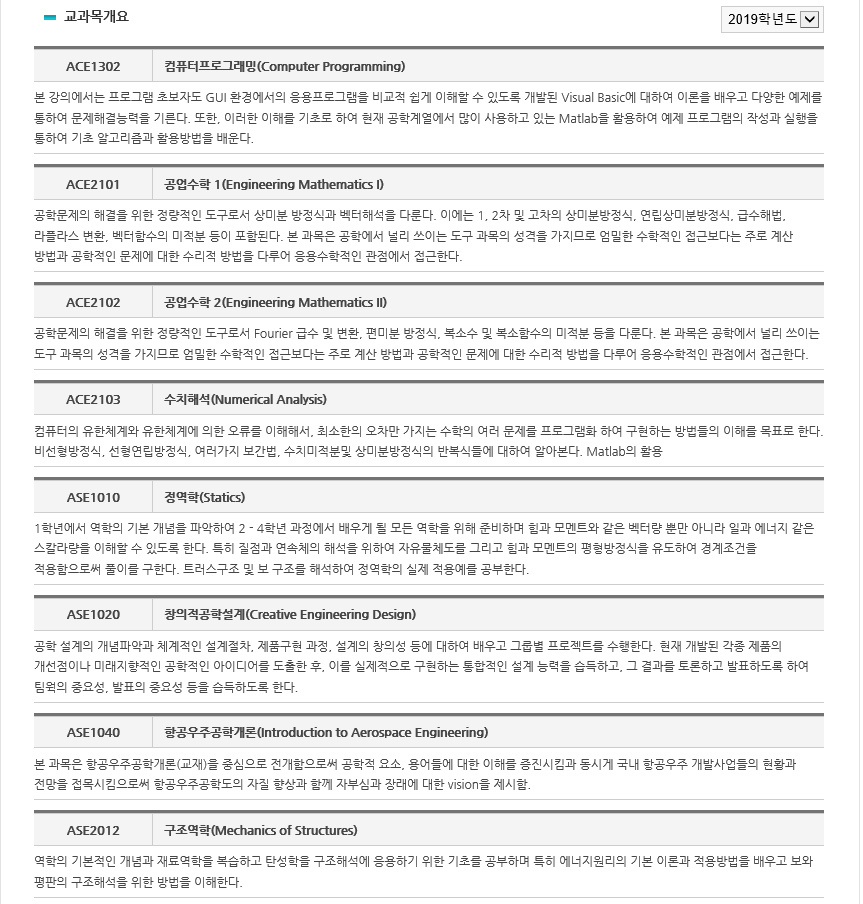 교과목개요
2019학년도
ACE1302 컴퓨터프로그래밍(Computer Programming)
본 강의에서는 프로그램 초보자도 GUI 환경에서의 응용프로그램을 비교적 쉽게 이해할 수 있도록 개발된 Visual Basic에 대하여 이론을 배우고 다양한 예제를
통하여 문제해결능력을 기른다. 또한, 이러한 이해를 기초로 하여 현재 공학계열에서 많이 사용하고 있는 Matlab을 활용하여 예제 프로그램의 작성과 실행을
통하여 기초 알고리즘과 활용방법을 배운다.
ACE2101 공업수학 1(Engineering Mathematics I)
공학문제의 해결을 위한 정량적인 도구로서 상미분 방정식과 벡터해석을 다룬다. 이에는 1, 2차 및 고차의 상미분방정식, 연립상미분방정식, 급수해법,
라플라스 변환, 벡터함수의 미적분 등이 포함된다. 본 과목은 공학에서 널리 쓰이는 도구 과목의 성격을 가지므로 엄밀한 수학적인 접근보다는 주로 계산
방법과 공학적인 문제에 대한 수리적 방법을 다루어 응용수학적인 관점에서 접근한다.
ACE2102 공업수학 2(Engineering Mathematics II)
공학문제의 해결을 위한 정량적인 도구로서 Fourier 급수 및 변환, 편미분 방정식, 복소수 및 복소함수의 미적분 등을 다룬다. 본 과목은 공학에서 널리 쓰이는
도구 과목의 성격을 가지므로 엄밀한 수학적인 접근보다는 주로 계산 방법과 공학적인 문제에 대한 수리적 방법을 다루어 응용수학적인 관점에서 접근한다.
ACE2103 수치해석(Numerical Analysis)
컴퓨터의 유한체계와 유한체계에 의한 오류를 이해해서, 최소한의 오차만 가지는 수학의 여러 문제를 프로그램화 하여 구현하는 방법들의 이해를 목표로 한다.
비선형방정식, 선형연립방정식, 여러가지 보간법, 수치미적분및 상미분방정식의 반복식들에 대하여 알아본다. Matlab의 활용
ASE1010 정역학(Statics)
1학년에서 역학의 기본 개념을 파악하여 2 - 4학년 과정에서 배우게 될 모든 역학을 위해 준비하며 힘과 모멘트와 같은 벡터량 뿐만 아니라 일과 에너지 같은
스칼라량을 이해할 수 있도록 한다. 특히 질점과 연속체의 해석을 위하여 자유물체도를 그리고 힘과 모멘트의 평형방정식을 유도하여 경계조건을
적용함으로써 풀이를 구한다. 트러스구조 및 보 구조를 해석하여 정역학의 실제 적용예를 공부한다.
ASE1020 창의적공학설계(Creative Engineering Design)
공학 설계의 개념파악과 체계적인 설계절차, 제품구현 과정, 설계의 창의성 등에 대하여 배우고 그룹별 프로젝트를 수행한다. 현재 개발된 각종 제품의
개선점이나 미래지향적인 공학적인 아이디어를 도출한 후, 이를 실제적으로 구현하는 통합적인 설계 능력을 습득하고, 그 결과를 토론하고 발표하도록 하여
팀웍의 중요성, 발표의 중요성 등을 습득하도록 한다.
ASE1040 항공우주공학개론(Introduction to Aerospace Engineering)
본 과목은 항공우주공학개론(교재)을 중심으로 전개함으로써 공학적 요소, 용어들에 대한 이해를 증진시킴과 동시게 국내 항공우주 개발사업들의 현황과
전망을 접목시킴으로써 항공우주공학도의 자질 향상과 함께 자부심과 장래에 대한 vision을 제시함.
ASE2012 구조역학(Mechanics of Structures)
역학의 기본적인 개념과 재료역학을 복습하고 탄성학을 구조해석에 응용하기 위한 기초를 공부하며 특히 에너지원리의 기본 이론과 적용방법을 배우고 보와
평판의 구조해석을 위한 방법을 이해한다.